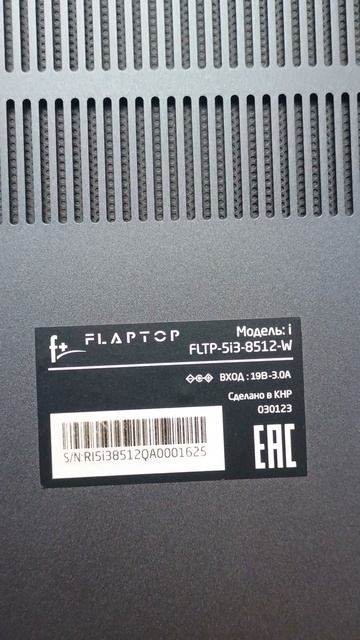 f+ FLAPTOP
Модель: i
FLTP-5i3-8512-W
ВХОД : 19В-3.0А
Сделано в КНР
030123
S/N:RI5i38512QA0001625
EAC